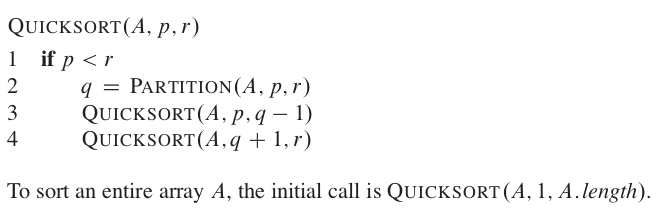 QUICKSORT(A, p, r)
1 if p < r
2 q = PARTITION(A, p, r)
3 QUICKSORT(A, p, q − 1)
4 QUICKSORT(A, q + 1, r)
To sort an entire array A, the initial call is QUICKSORT(A, 1, A.length).